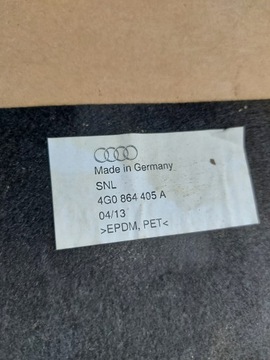 Made in Germany
SNL
4G0 864 405 A
04/13
>EPDM, PET<